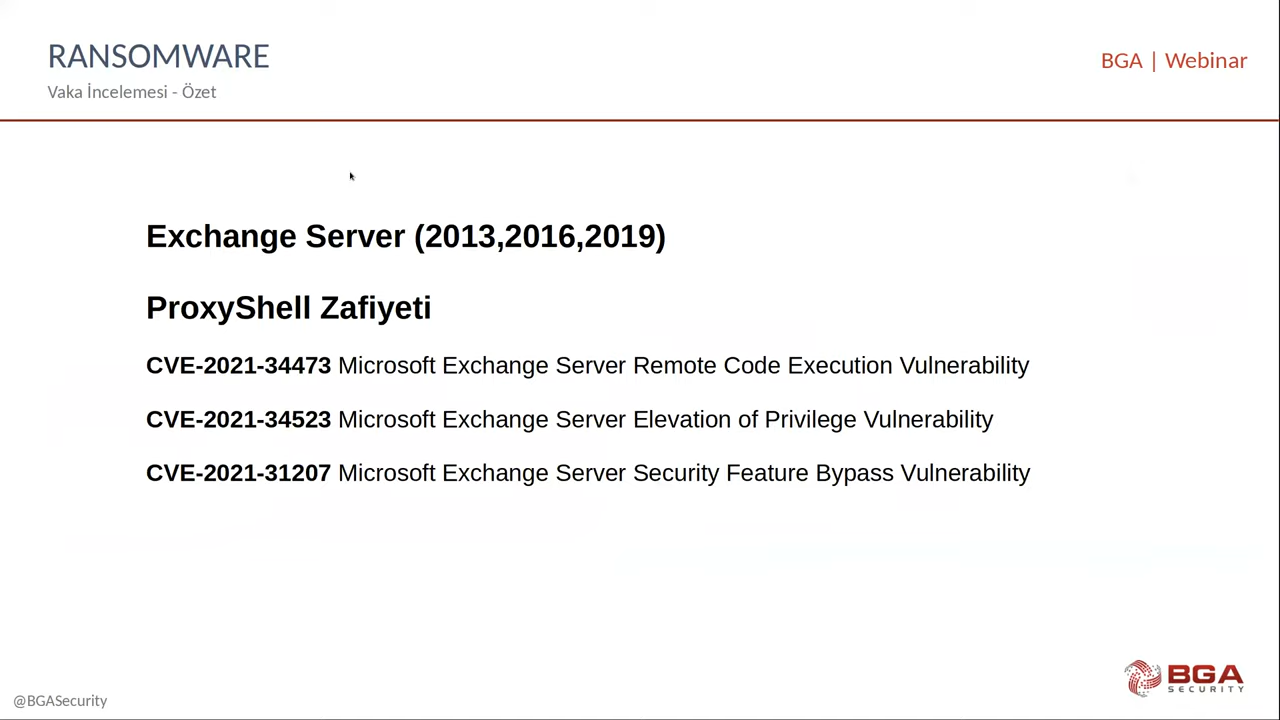 RANSOMWARE
Vaka İncelemesi - Özet
BGA | Webinar
Exchange Server (2013,2016,2019)
ProxyShell Zafiyeti
CVE-2021-34473 Microsoft Exchange Server Remote Code Execution Vulnerability
CVE-2021-34523 Microsoft Exchange Server Elevation of Privilege Vulnerability
CVE-2021-31207 Microsoft Exchange Server Security Feature Bypass Vulnerability
@BGASecurity
BGA
SECURITY